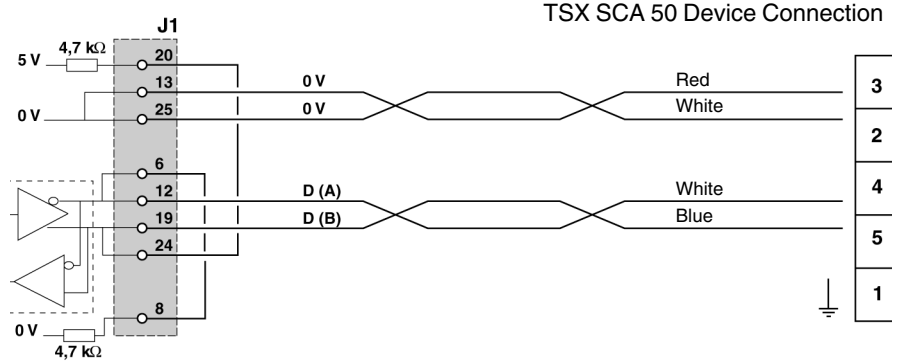 TSX SCA 50 Device Connection
J1
4,7 kΩ
5 V
20
13
0 V
Red
3
0 V
25
0 V
White
2
6
12
D (A)
White
4
19
D (B)
Blue
5
24
1
8
0 V
4,7 kΩ